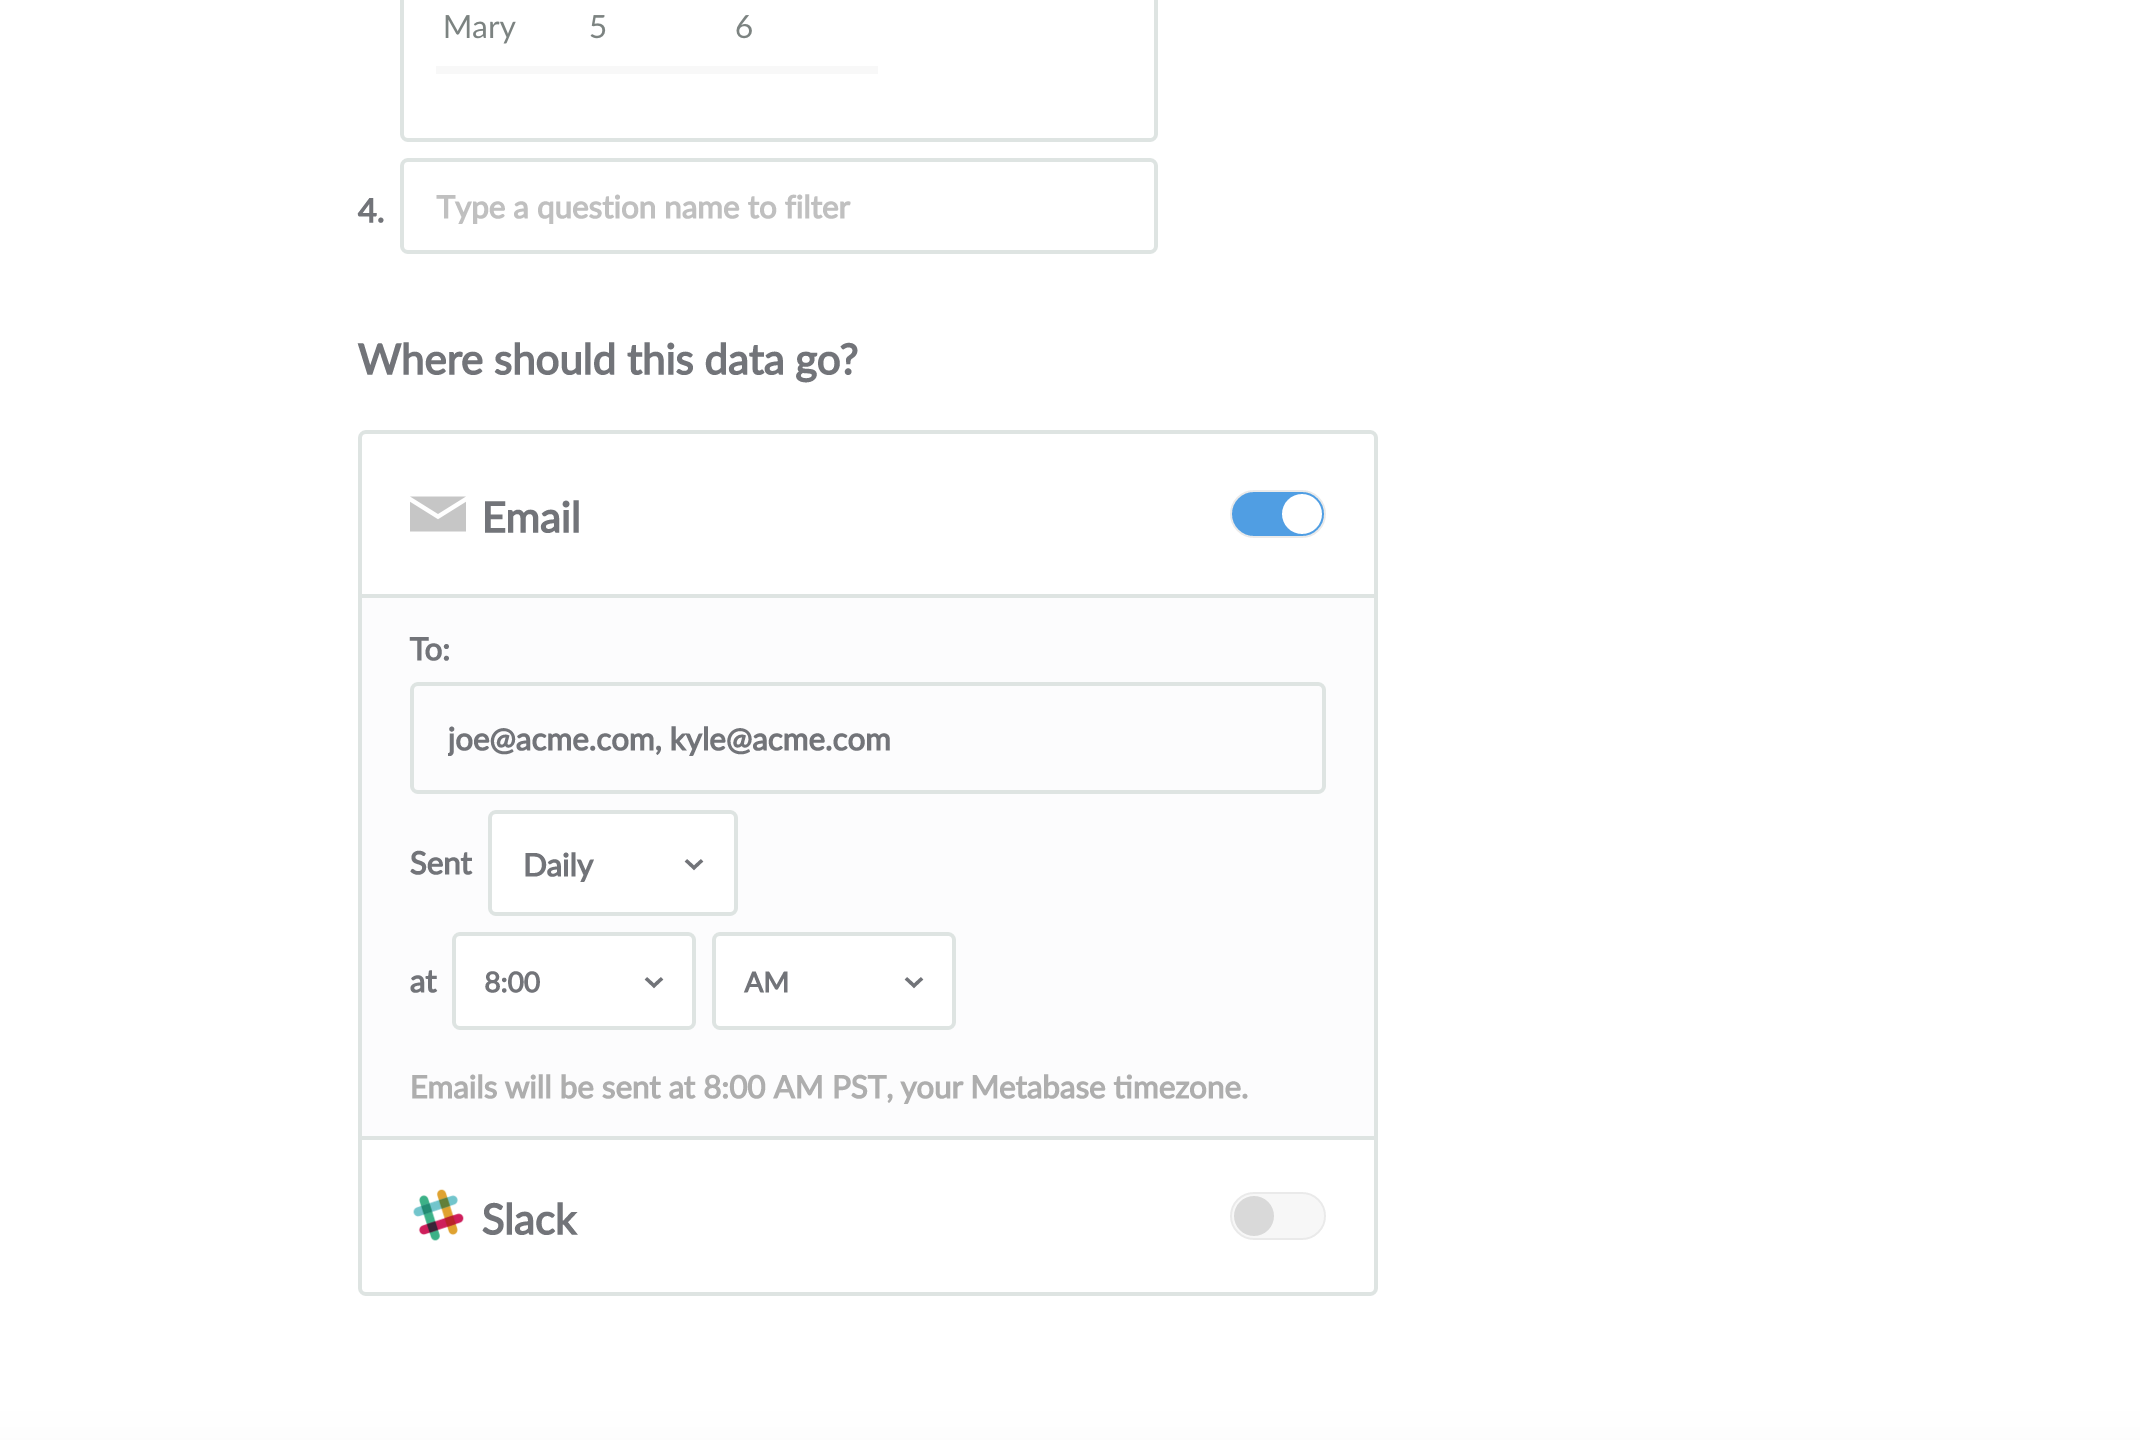 Mary 5 6
4. Type a question name to filter
Where should this data go?
Email
To:
joe@acme.com, kyle@acme.com
Sent Daily
at 8:00 AM
Emails will be sent at 8:00 AM PST, your Metabase timezone.
Slack